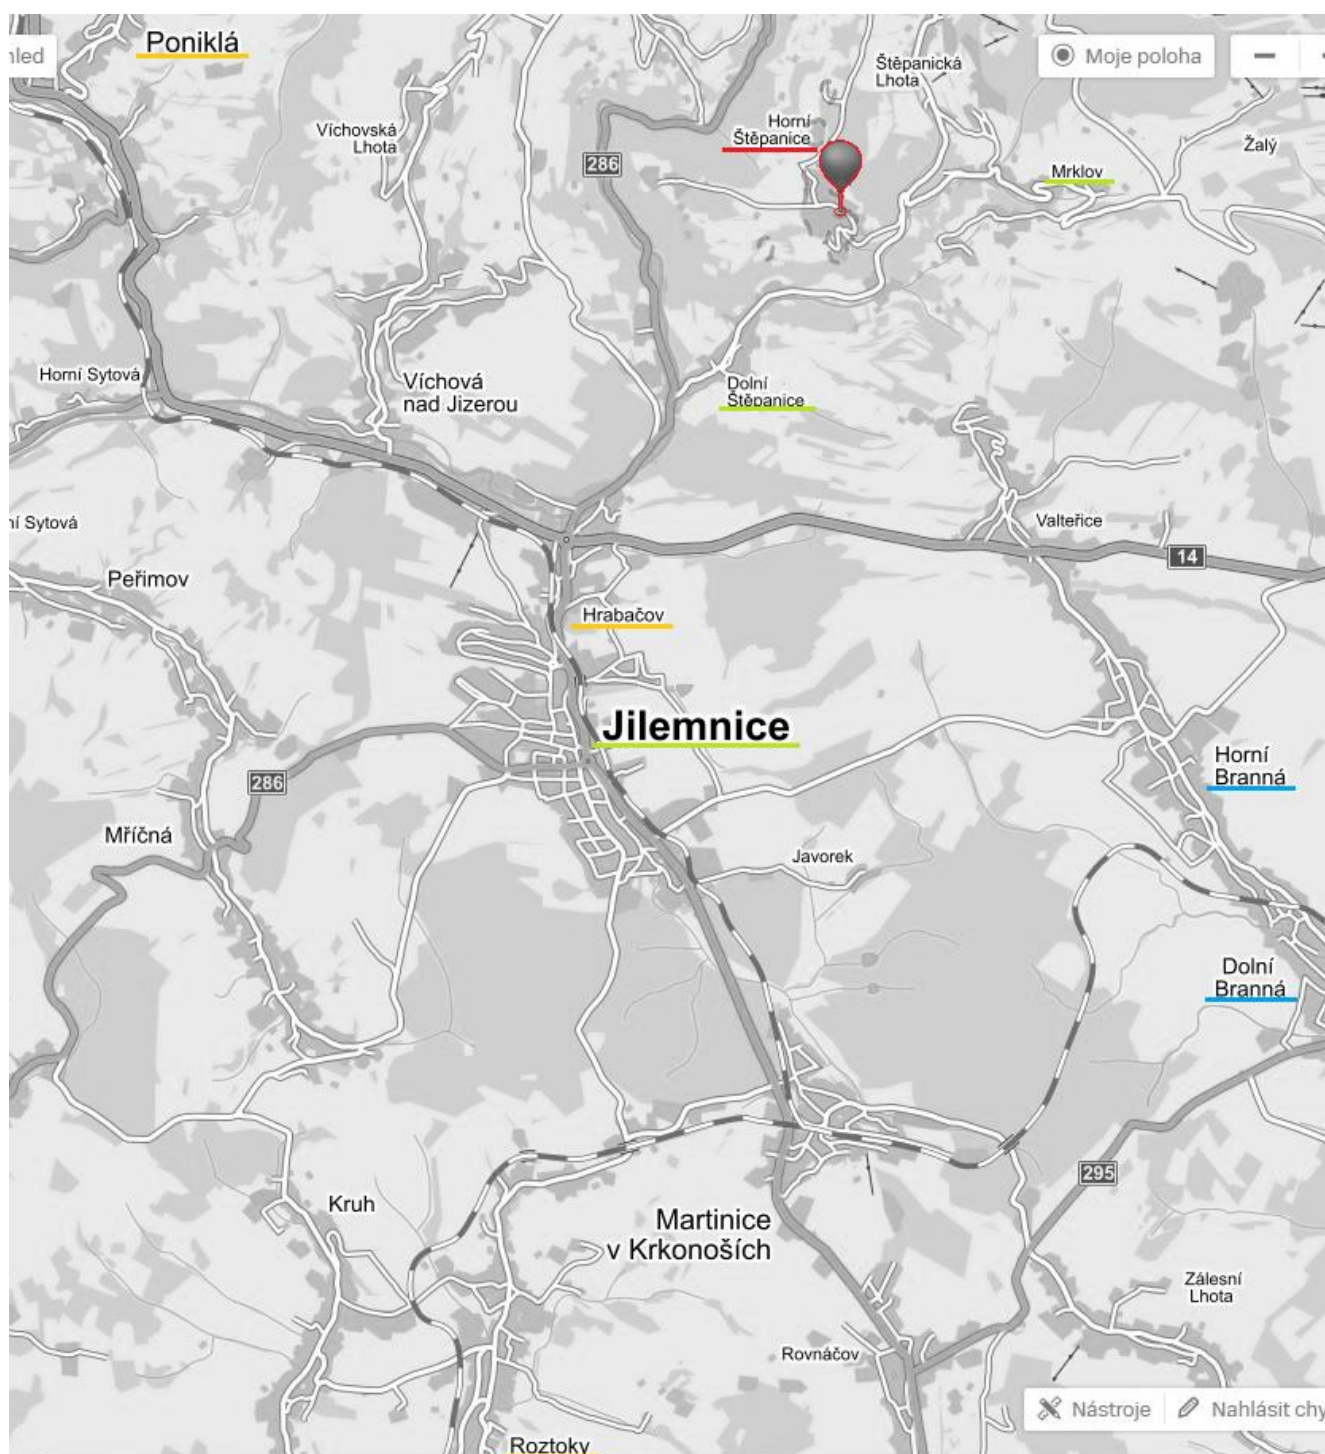 Poniklá
hled
Moje poloha
Štěpanická
Lhota
Víchovská
Lhota
Horní
Štěpanice
286
Žalý
Mrklov
Horní Sytová
Víchová
nad Jizerou
Dolní
Štěpanice
ní Sytová
Valteřice
14
Peřimov
Hrabačov
Jilemnice
286
Horní
Branná
Mříčná
Javorek
Dolní
Branná
295
Kruh
Martinice
v Krkonoších
Zálesní
Lhota
Rovnáčov
Nástroje
Nahlásit chy
Roztoky